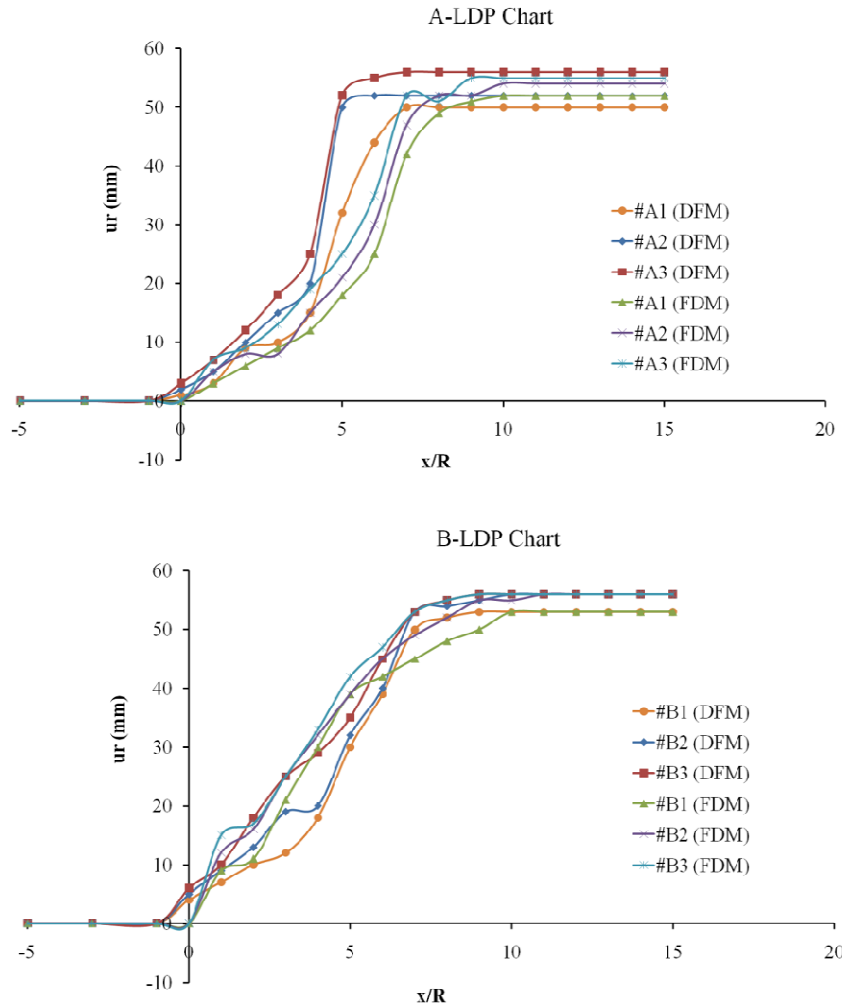 A-LDP Chart
60
50
40
30
20
10
0
-10
ur (mm)
-5
0
5
10
15
20
x/R
#A1 (DFM)
#A2 (DFM)
#A3 (DFM)
#A1 (FDM)
#A2 (FDM)
#A3 (FDM)
B-LDP Chart
60
50
40
30
20
10
0
-10
ur (mm)
-5
0
5
10
15
20
x/R
#B1 (DFM)
#B2 (DFM)
#B3 (DFM)
#B1 (FDM)
#B2 (FDM)
#B3 (FDM)